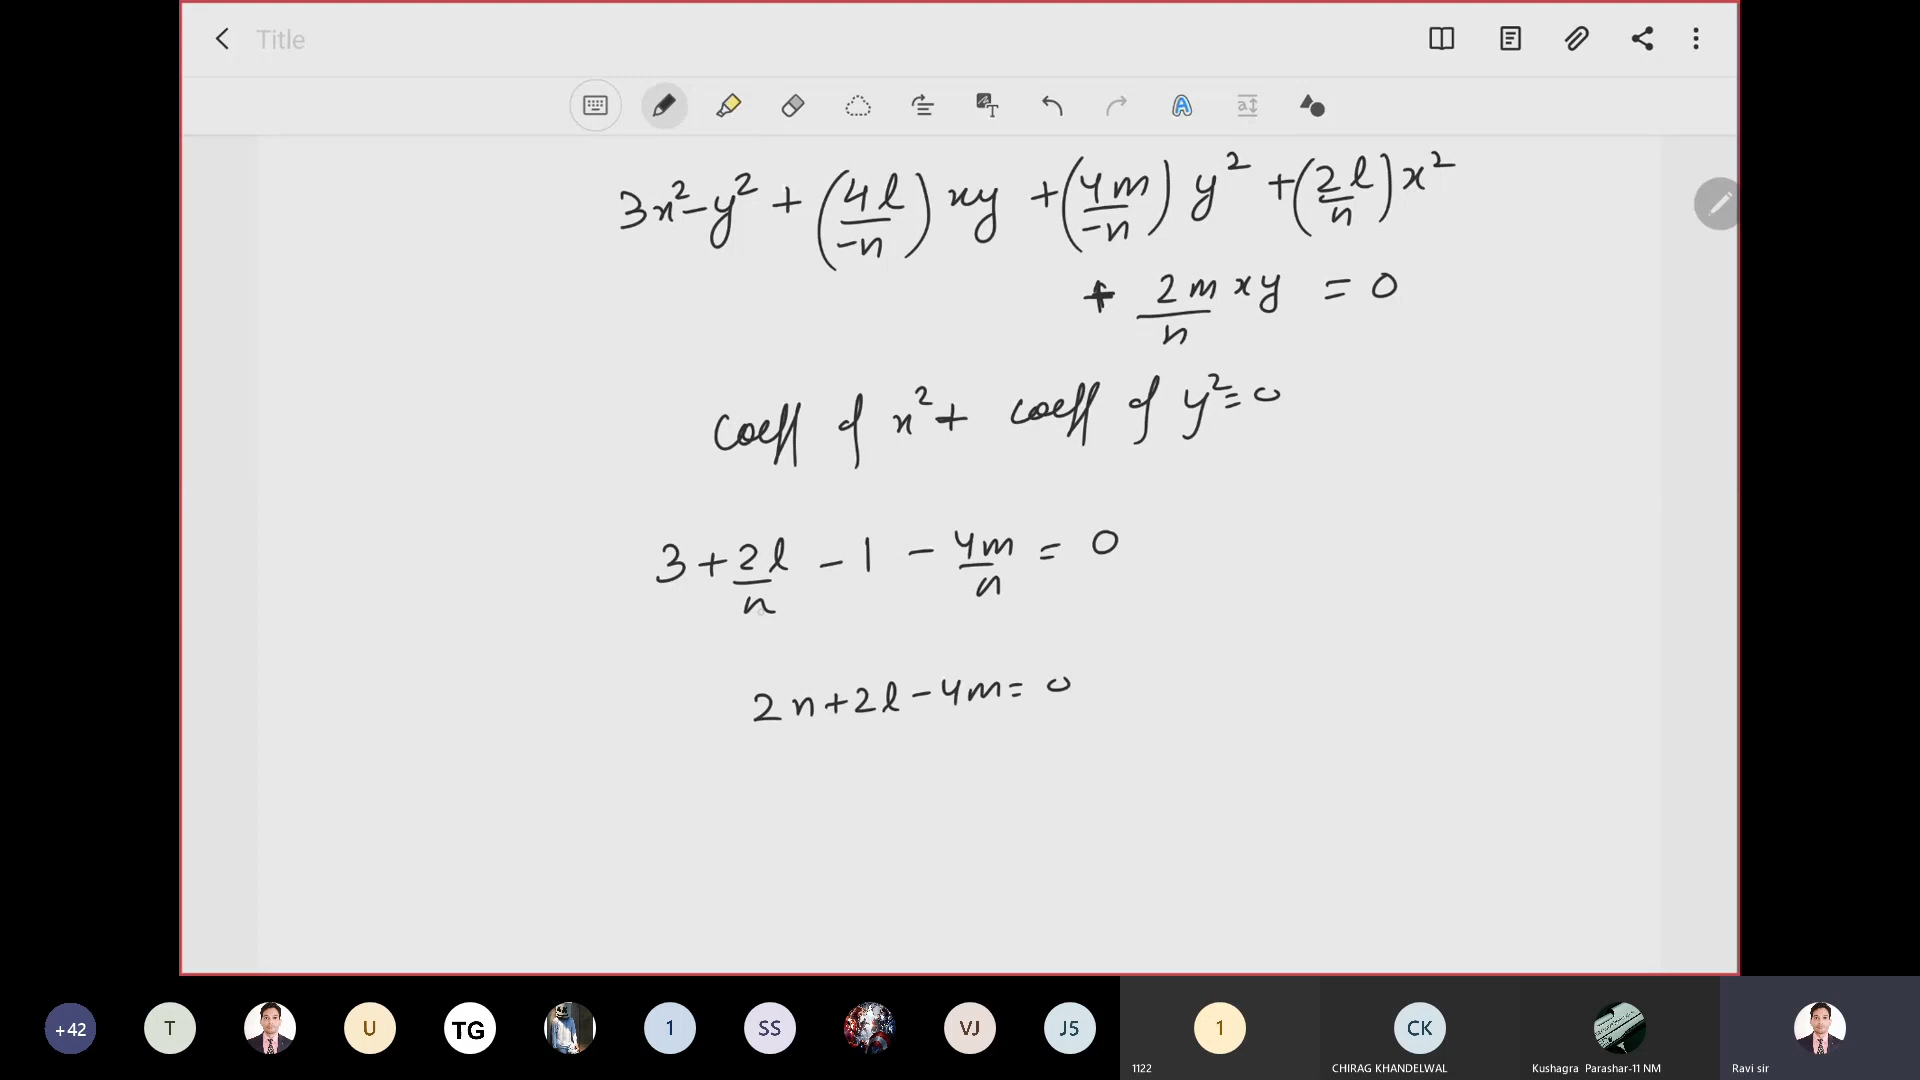 Title
3x²-y² + (4l/-n) xy + (4m/-n) y² + (2l/n) x²
+ 2m/n xy = 0
coeff of x² + coeff of y² = 0
3 + 2l/n - 1 - 4m/n = 0
2n+2l-4m=0
+42 T U TG 1 SS VJ J5 1 CK
1122 CHIRAG KHANDELWAL Kushagra Parashar-11 NM Ravi sir